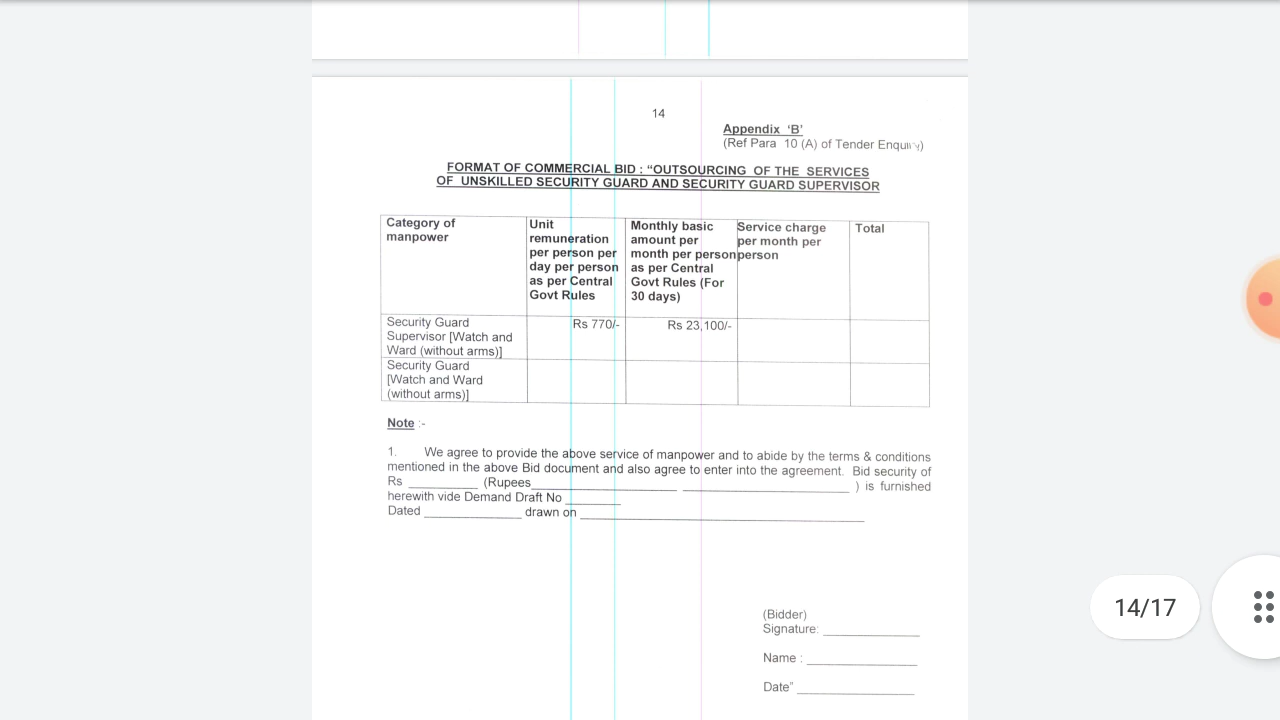 14
Appendix 'B'
(Ref Para 10 (A) of Tender Enquiry)
FORMAT OF COMMERCIAL BID : "OUTSOURCING OF THE SERVICES
OF UNSKILLED SECURITY GUARD AND SECURITY GUARD SUPERVISOR
Category of
manpower
Unit
remuneration
per person per
day per person
as per Central
Govt Rules
Monthly basic
amount per
month per person
as per Central
Govt Rules (For
30 days)
Service charge
per month per
person
Total
Security Guard
Supervisor [Watch and
Ward (without arms)]
Rs 770/-
Rs 23,100/-
Security Guard
[Watch and Ward
(without arms)]
Note :-
1. We agree to provide the above service of manpower and to abide by the terms & conditions
mentioned in the above Bid document and also agree to enter into the agreement. Bid security of
Rs __________ (Rupees_____________________ ________________________ ) is furnished
herewith vide Demand Draft No ________
Dated ______________ drawn on ________________________________________
(Bidder)
Signature: ______________
Name : ________________
Date" _________________
14/17